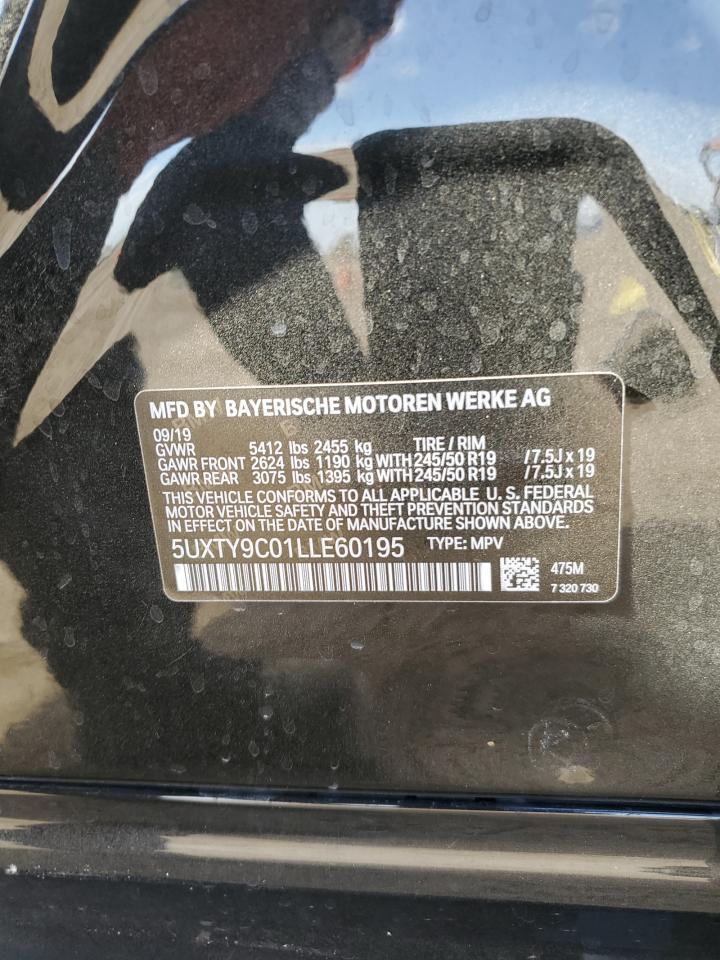 MFD BY BAYERISCHE MOTOREN WERKE AG
09/19
GVWR 5412 lbs 2455 kg TIRE / RIM
GAWR FRONT 2624 lbs 1190 kg WITH 245/50 R19 / 7.5J x 19
GAWR REAR 3075 lbs 1395 kg WITH 245/50 R19 / 7.5J x 19
THIS VEHICLE CONFORMS TO ALL APPLICABLE U. S. FEDERAL
MOTOR VEHICLE SAFETY AND THEFT PREVENTION STANDARDS
IN EFFECT ON THE DATE OF MANUFACTURE SHOWN ABOVE.
5UXTY9C01LLE60195 TYPE: MPV
475M
7 320 730